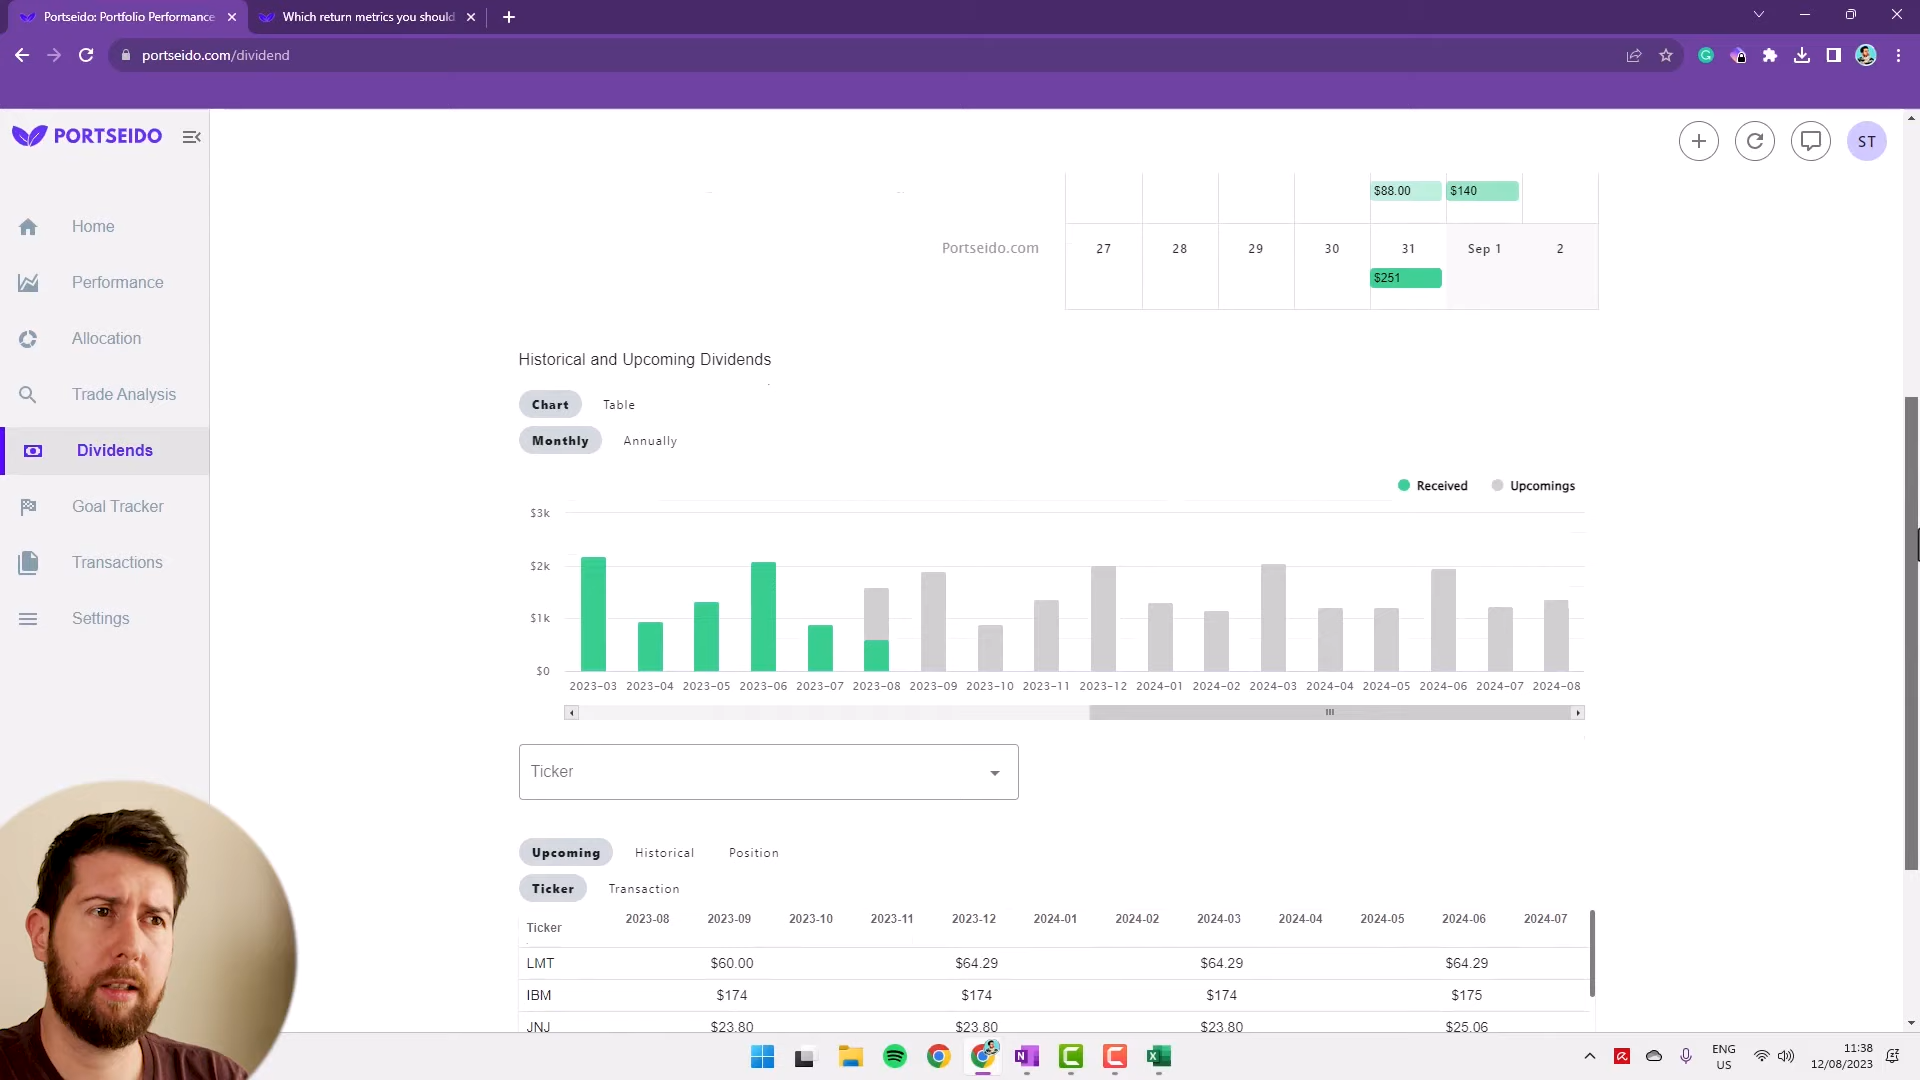 Portseido: Portfolio Performance
Which return metrics you should
portseido.com/dividend
PORTSEIDO
ST
Home
Performance
Allocation
Trade Analysis
Dividends
Goal Tracker
Transactions
Settings
$88.00 $140
Portseido.com
27 28 29 30 31 Sep 1 2
$251
Historical and Upcoming Dividends
Chart Table
Monthly Annually
Received Upcomings
$3k
$2k
$1k
$0
2023-03 2023-04 2023-05 2023-06 2023-07 2023-08 2023-09 2023-10 2023-11 2023-12 2024-01 2024-02 2024-03 2024-04 2024-05 2024-06 2024-07 2024-08
Ticker
Upcoming Historical Position
Ticker Transaction
Ticker 2023-08 2023-09 2023-10 2023-11 2023-12 2024-01 2024-02 2024-03 2024-04 2024-05 2024-06 2024-07
LMT $60.00 $64.29 $64.29 $64.29
IBM $174 $174 $174 $175
JNJ $23.80 $23.80 $23.80 $25.06
ENG
US
11:38
12/08/2023